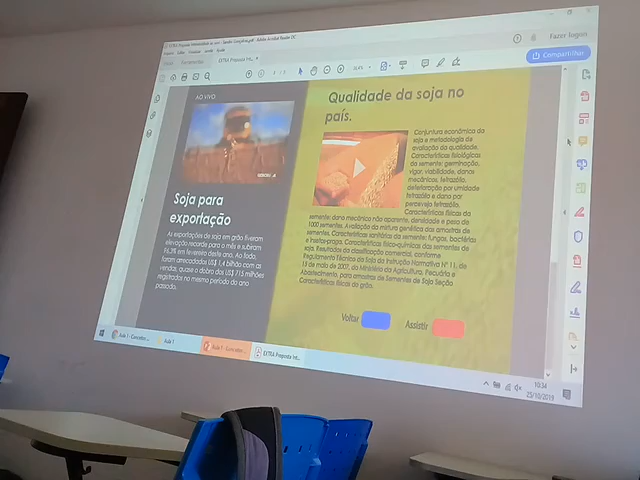 Fazer logon
Compartilhar
AO VIVO
Soja para
exportação
As exportações de soja em grão tiveram
elevação recorde para o mês e subiram
em fevereiro deste ano. Ao todo,
foram arrecadados US$ 1,4 bilhão com as
vendas, quase o dobro dos US$ 715 milhões
registrados no mesmo período do ano
passado.
Qualidade da soja no
país.
Conjuntura econômica da
soja e metodologia de
avaliação da qualidade.
Características fisiológicas
da semente: germinação,
vigor, viabilidade, danos
mecânicos, tetrazólio,
deterioração por umidade
tetrazólio e dano por
percevejo tetrazólio.
Características físicas da
semente: dano mecânico não aparente, densidade e peso de
1000 sementes. Avaliação da mistura genética das amostras de
sementes. Características sanitárias da semente: fungos, bactérias
e Características físico-químicas das sementes de
soja. Resultados da classificação comercial, conforme
Regulamento Técnico da Soja da Instrução Normativa Nº 11, de
15 de maio de 2007, do Ministério da Agricultura, Pecuária e
Abastecimento, para amostras de Sementes de Soja Seção
Características físicas do grão.
Voltar
Assistir
Aula 1
EXTRA Proposta Int...
10:34
25/10/2019